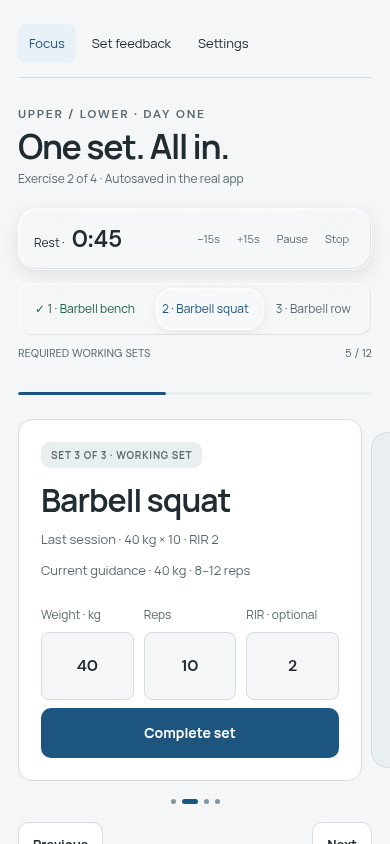 Focus Set feedback Settings
UPPER / LOWER · DAY ONE
One set. All in.
Exercise 2 of 4 · Autosaved in the real app
Rest · 0:45 −15s +15s Pause Stop
✓ 1 · Barbell bench 2 · Barbell squat 3 · Barbell row
REQUIRED WORKING SETS 5 / 12
SET 3 OF 3 · WORKING SET
Barbell squat
Last session · 40 kg × 10 · RIR 2
Current guidance · 40 kg · 8–12 reps
Weight · kg Reps RIR · optional
40 10 2
Complete set
Previous Next